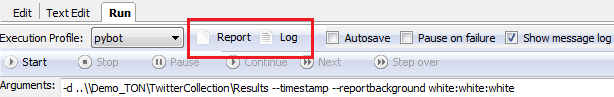 Edit Text Edit Run
Execution Profile: pybot Report Log Autosave Pause on failure Show message log
Start Stop Pause Continue Next Step over
Arguments: -d ..\\Demo_TON\TwitterCollection\Results --timestamp --reportbackground white:white:white